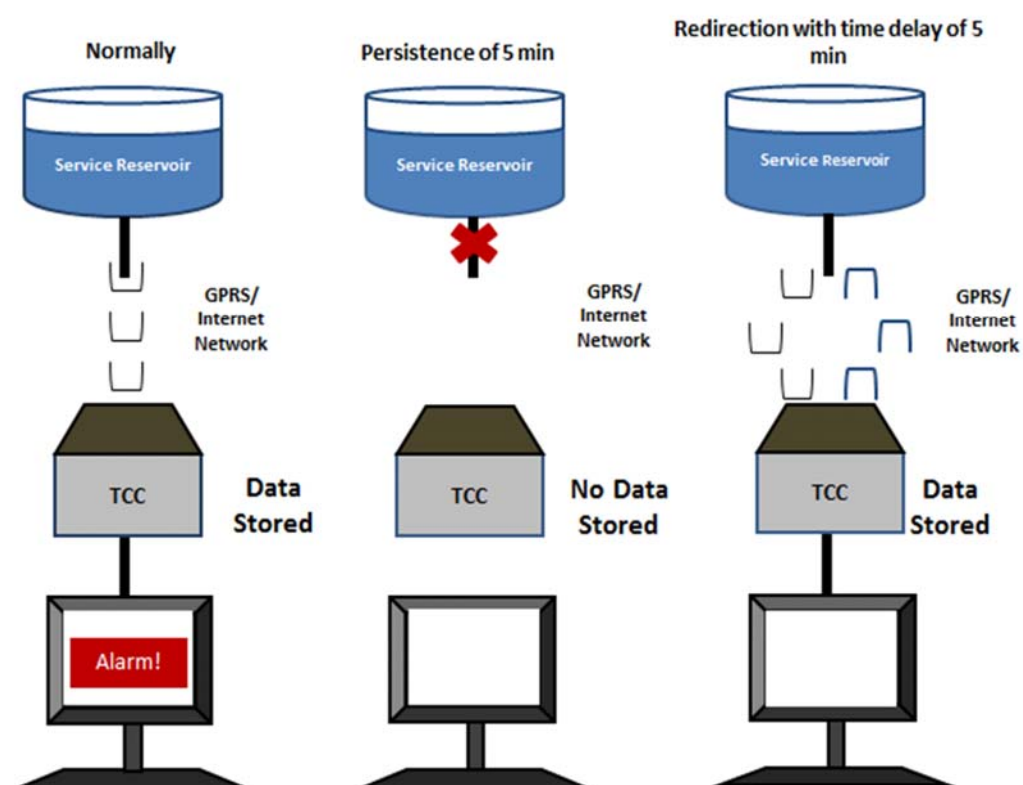 Normally
Service Reservoir
GPRS/
Internet
Network
TCC
Data
Stored
Alarm!
Persistence of 5 min
Service Reservoir
GPRS/
Internet
Network
TCC
No Data
Stored
Redirection with time delay of 5
min
Service Reservoir
GPRS/
Internet
Network
TCC
Data
Stored